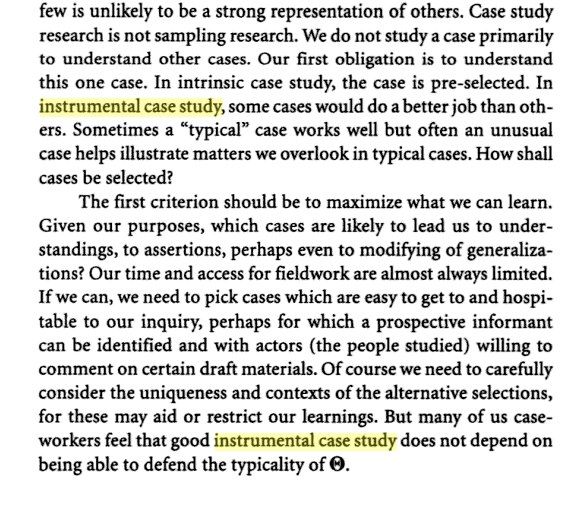 few is unlikely to be a strong representation of others. Case study
research is not sampling research. We do not study a case primarily
to understand other cases. Our first obligation is to understand
this one case. In intrinsic case study, the case is pre-selected. In
instrumental case study, some cases would do a better job than oth-
ers. Sometimes a “typical” case works well but often an unusual
case helps illustrate matters we overlook in typical cases. How shall
cases be selected?
The first criterion should be to maximize what we can learn.
Given our purposes, which cases are likely to lead us to under-
standings, to assertions, perhaps even to modifying of generaliza-
tions? Our time and access for fieldwork are almost always limited.
If we can, we need to pick cases which are easy to get to and hospi-
table to our inquiry, perhaps for which a prospective informant
can be identified and with actors (the people studied) willing to
comment on certain draft materials. Of course we need to carefully
consider the uniqueness and contexts of the alternative selections,
for these may aid or restrict our learnings. But many of us case-
workers feel that good instrumental case study does not depend on
being able to defend the typicality of Θ.